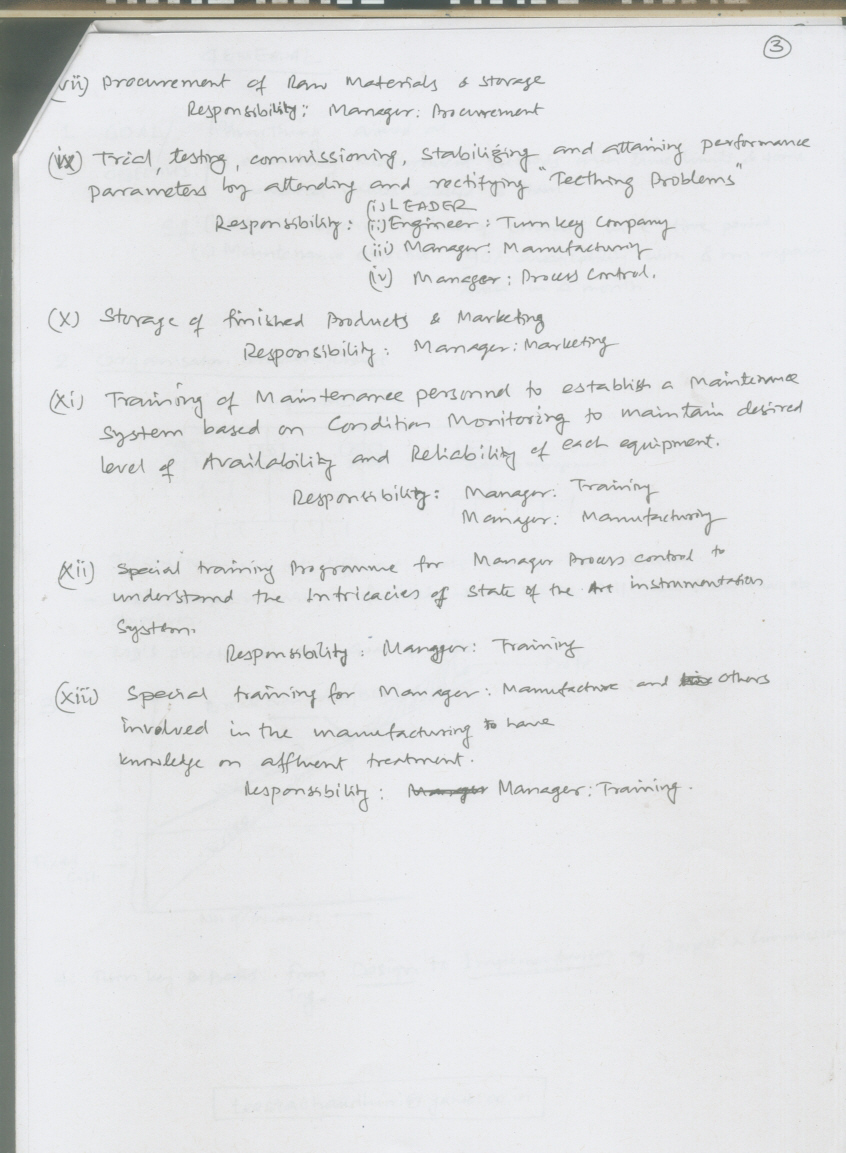 3
vii) Procurement of Raw Materials & storage
Responsibility: Manager: Procurement
(ix) Trial, testing, commissioning, stabilizing and attaining performance
parameters by attending and rectifying "Teething Problems"
(i) LEADER
Responsibility: (ii) Engineer: Turnkey Company
(iii) Manager: Manufacturing
(iv) Manager: Process Control.
(x) Storage of finished Products & Marketing
Responsibility: Manager: Marketing
(xi) Training of Maintenance personnel to establish a Maintenance
System based on Condition Monitoring to maintain desired
level of Availability and Reliability of each equipment.
Responsibility: Manager: Training
Manager: Manufacturing
(xii) Special training Programme for Manager Process control to
understand the Intricacies of State of the Art instrumentation
System.
Responsibility: Manager: Training
(xiii) Special training for Manager: Manufacture and others
involved in the manufacturing to have
knowledge on affluent treatment.
Responsibility: Manager: Training.